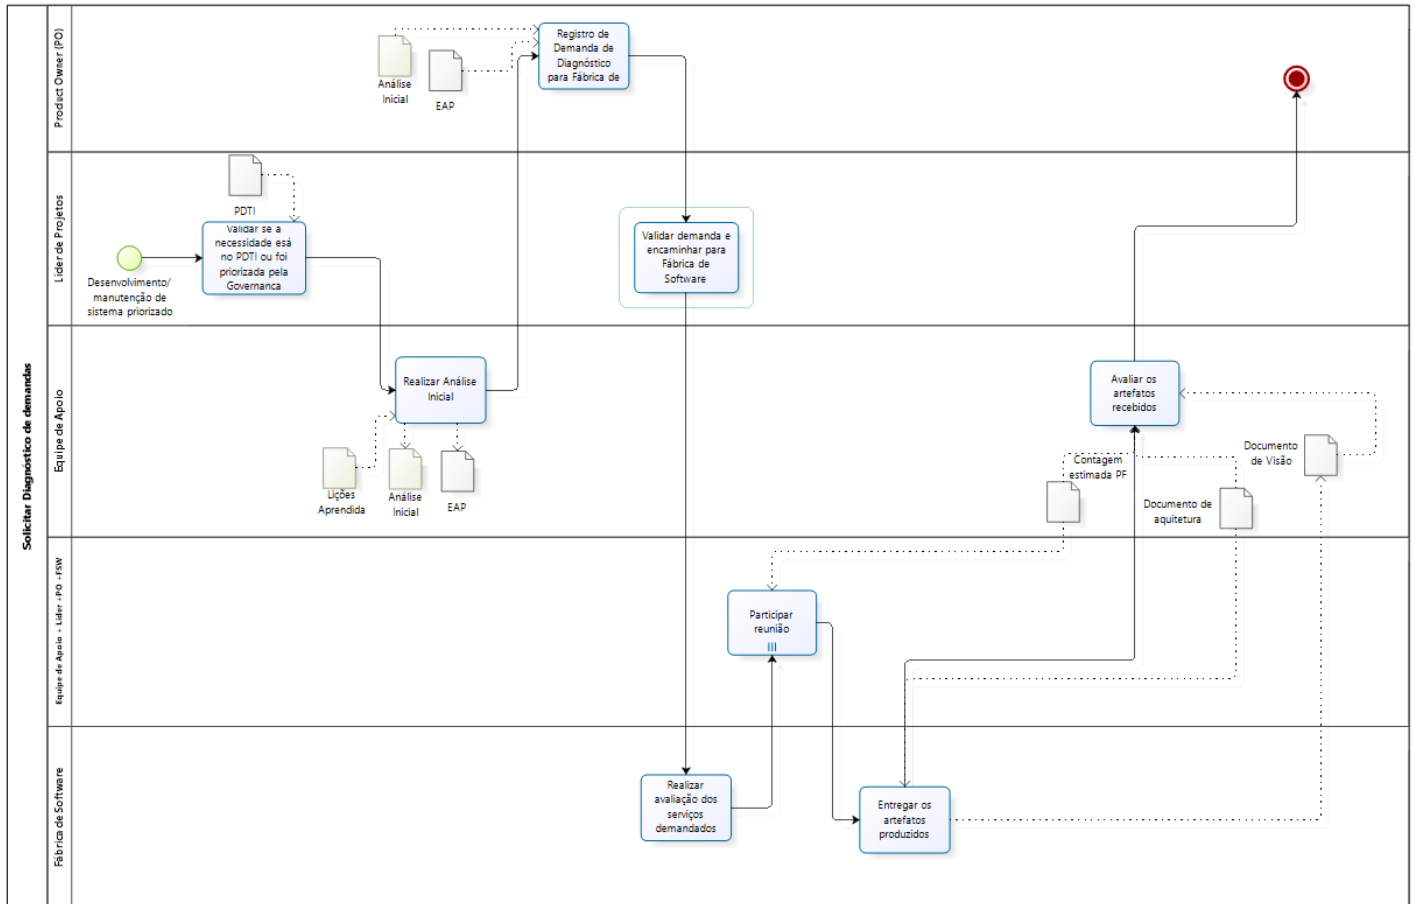 Solicitar Diagnóstico de demandas
Product Owner (PO)
Análise
Inicial
EAP
Registro de
Demanda de
Diagnóstico
para Fábrica de
Líder de Projetos
PDTI
Desenvolvimento/
manutenção de
sistema priorizado
Validar se a
necessidade esá
no PDTI ou foi
priorizada pela
Governanca
Validar demanda e
encaminhar para
Fábrica de
Software
Equipe de Apoio
Realizar Análise
Inicial
Lições
Aprendida
Análise
Inicial
EAP
Avaliar os
artefatos
recebidos
Contagem
estimada PF
Documento de
aquitetura
Documento
de Visão
Equipe de Apoio + Líder +PO +FSW
Participar
reunião
Fábrica de Software
Realizar
avaliação dos
serviços
demandados
Entregar os
artefatos
produzidos